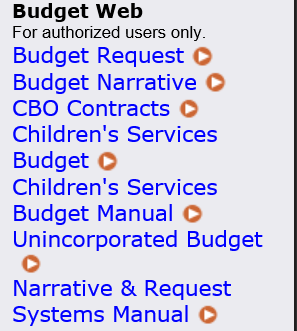 Budget Web
For authorized users only.
Budget Request
Budget Narrative
CBO Contracts
Children's Services
Budget
Children's Services
Budget Manual
Unincorporated Budget
Narrative & Request
Systems Manual